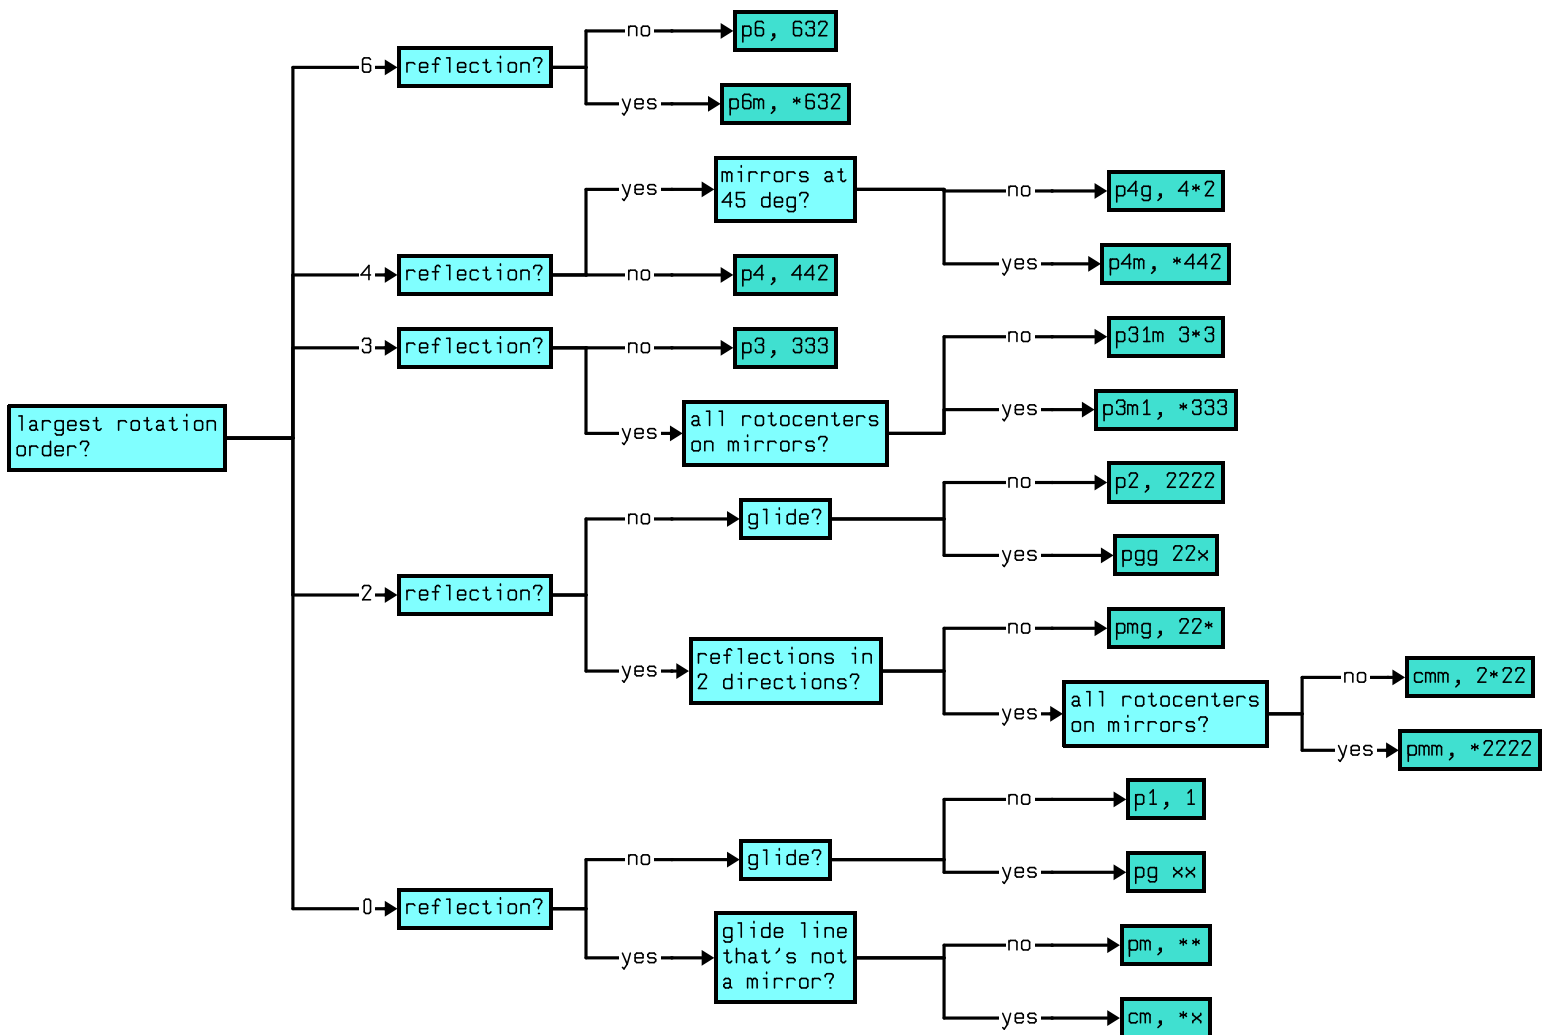 no
p6, 632
6
reflection?
yes
p6m, *632
mirrors at
45 deg?
yes
no
p4g, 4*2
yes
p4m, *442
4
reflection?
no
p4, 442
3
reflection?
no
p3, 333
no
p31m 3*3
yes
p3m1, *333
yes
all rotocenters
on mirrors?
largest rotation
order?
no
p2, 2222
no
glide?
yes
pgg 22x
2
reflection?
no
pmg, 22*
yes
reflections in
2 directions?
yes
all rotocenters
on mirrors?
no
cmm, 2*22
yes
pmm, *2222
no
p1, 1
no
glide?
yes
pg xx
0
reflection?
yes
glide line
that's not
a mirror?
no
pm, **
yes
cm, *x